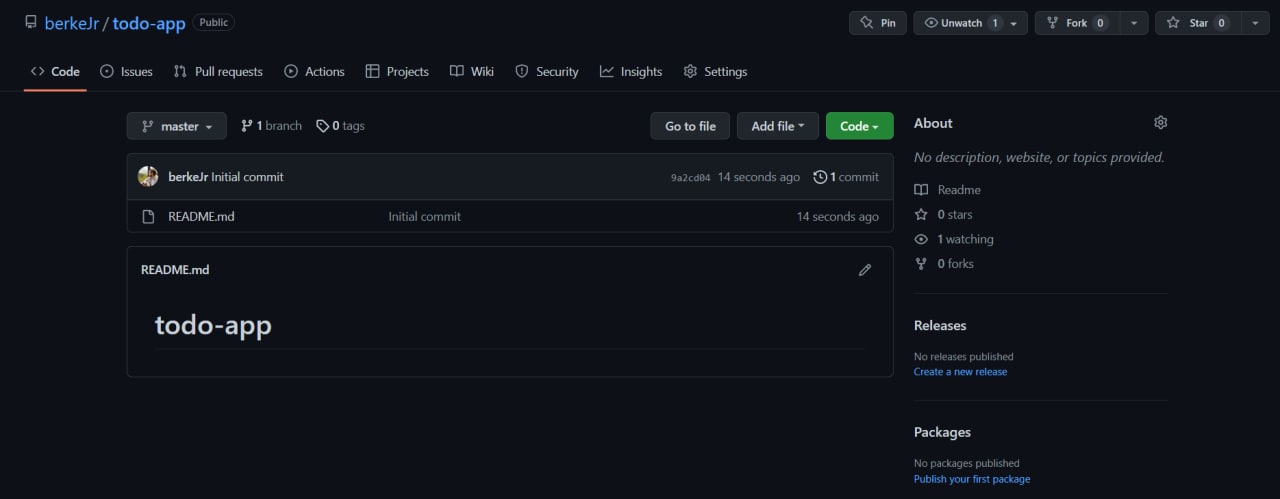 berkeJr / todo-app Public
Pin Unwatch 1 Fork 0 Star 0
Code Issues Pull requests Actions Projects Wiki Security Insights Settings
master 1 branch 0 tags Go to file Add file Code
berkeJr Initial commit 9a2cd04 14 seconds ago 1 commit
README.md Initial commit 14 seconds ago
README.md
todo-app
About
No description, website, or topics provided.
Readme
0 stars
1 watching
0 forks
Releases
No releases published
Create a new release
Packages
No packages published
Publish your first package